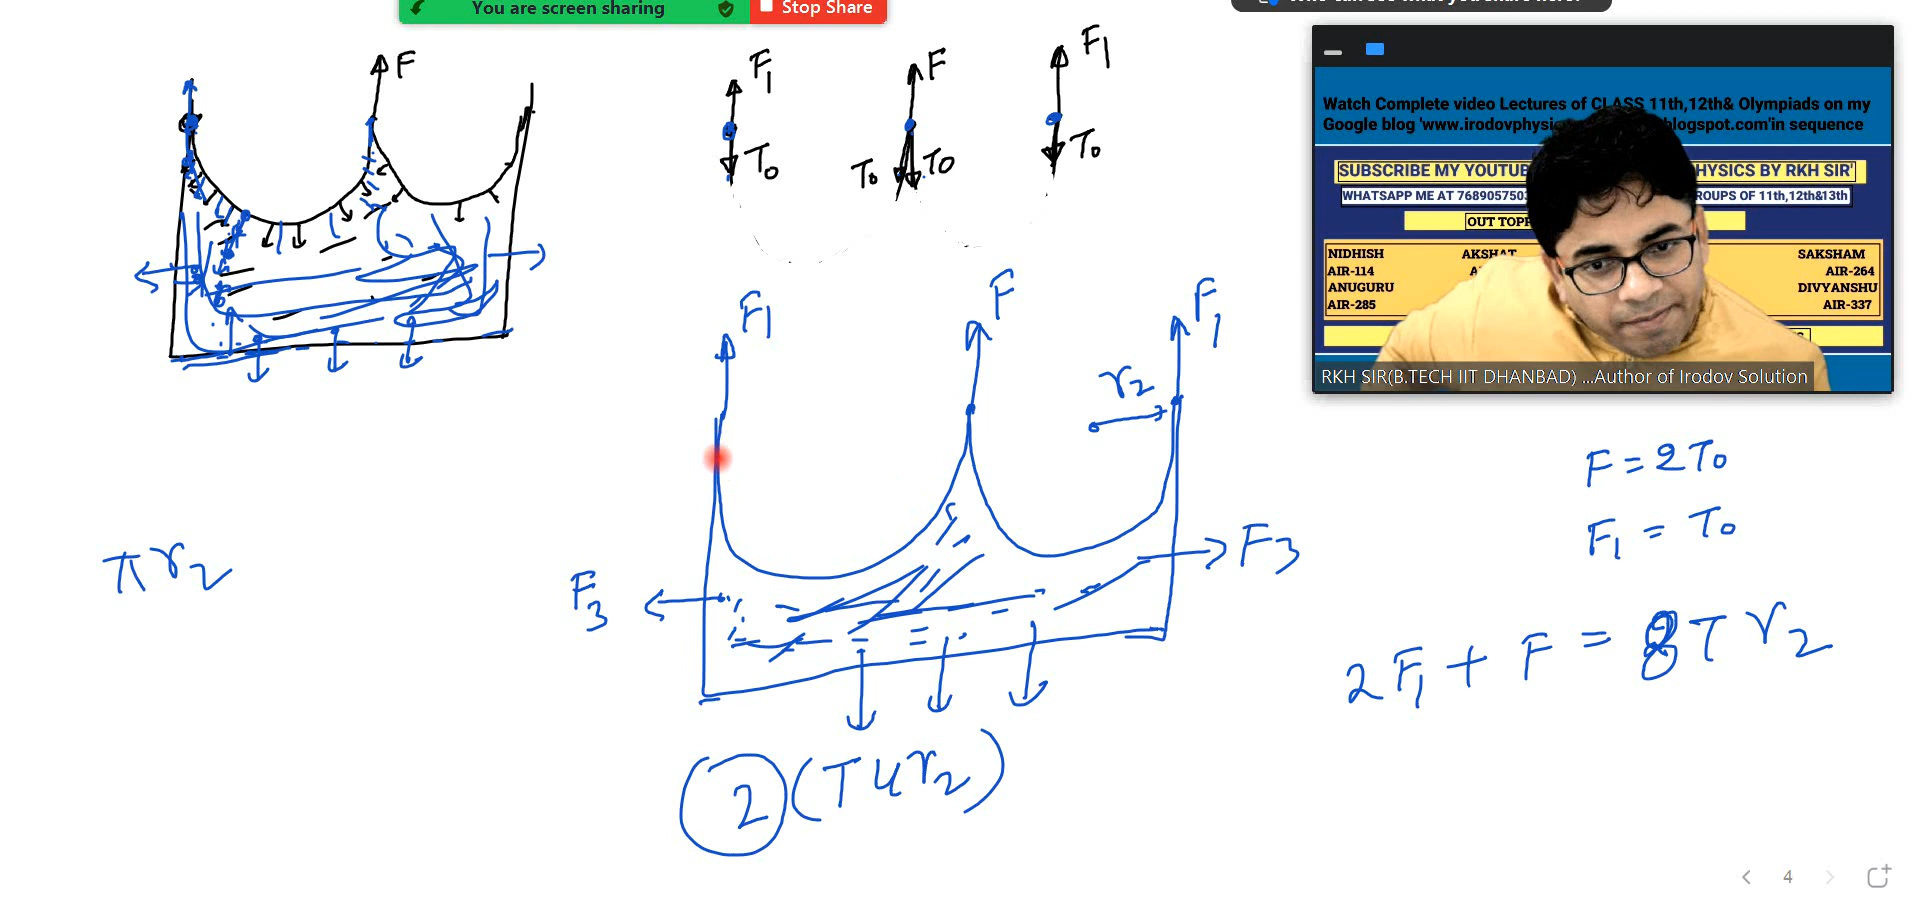 You are screen sharing
Stop Share
F
F1
T0
F
T0
T0
F1
T0
Watch Complete video Lectures of CLASS 11th,12th& Olympiads on my
Google blog 'www.irodovphysi
logspot.com'in sequence
SUBSCRIBE MY YOUTUB
HYSICS BY RKH SIR'
WHATSAPP ME AT 7689057503
ROUPS OF 11th,12th&13th
OUT TOPP
NIDHISH
AIR-114
ANUGURU
AIR-285
AKSHAT
SAKSHAM
AIR-264
DIVYANSHU
AIR-337
RKH SIR(B.TECH IIT DHANBAD) ...Author of Irodov Solution
F1
F
F1
r2
F3
F3
2(T4r2)
πr2
F = 2T0
F1 = T0
2F1 + F = 8Tr2
4